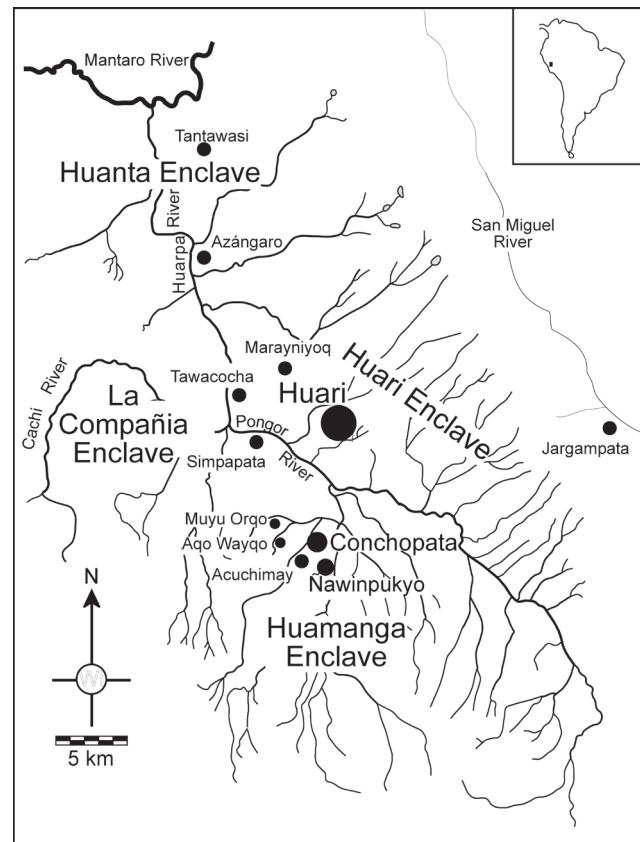 Mantaro River
Tantawasi
Huanta Enclave
Huarpa River
Azángaro
San Miguel
River
Marayniyoq
Huari Enclave
Tawacocha
Huari
Cachi River
La
Compañia
Enclave
Pongor
River
Simpapata
Jargampata
Muyu Orqo
Aqo Wayqo
Conchopata
Acuchimay
Ñawinpukyo
Huamanga
Enclave
N
WI
5 km